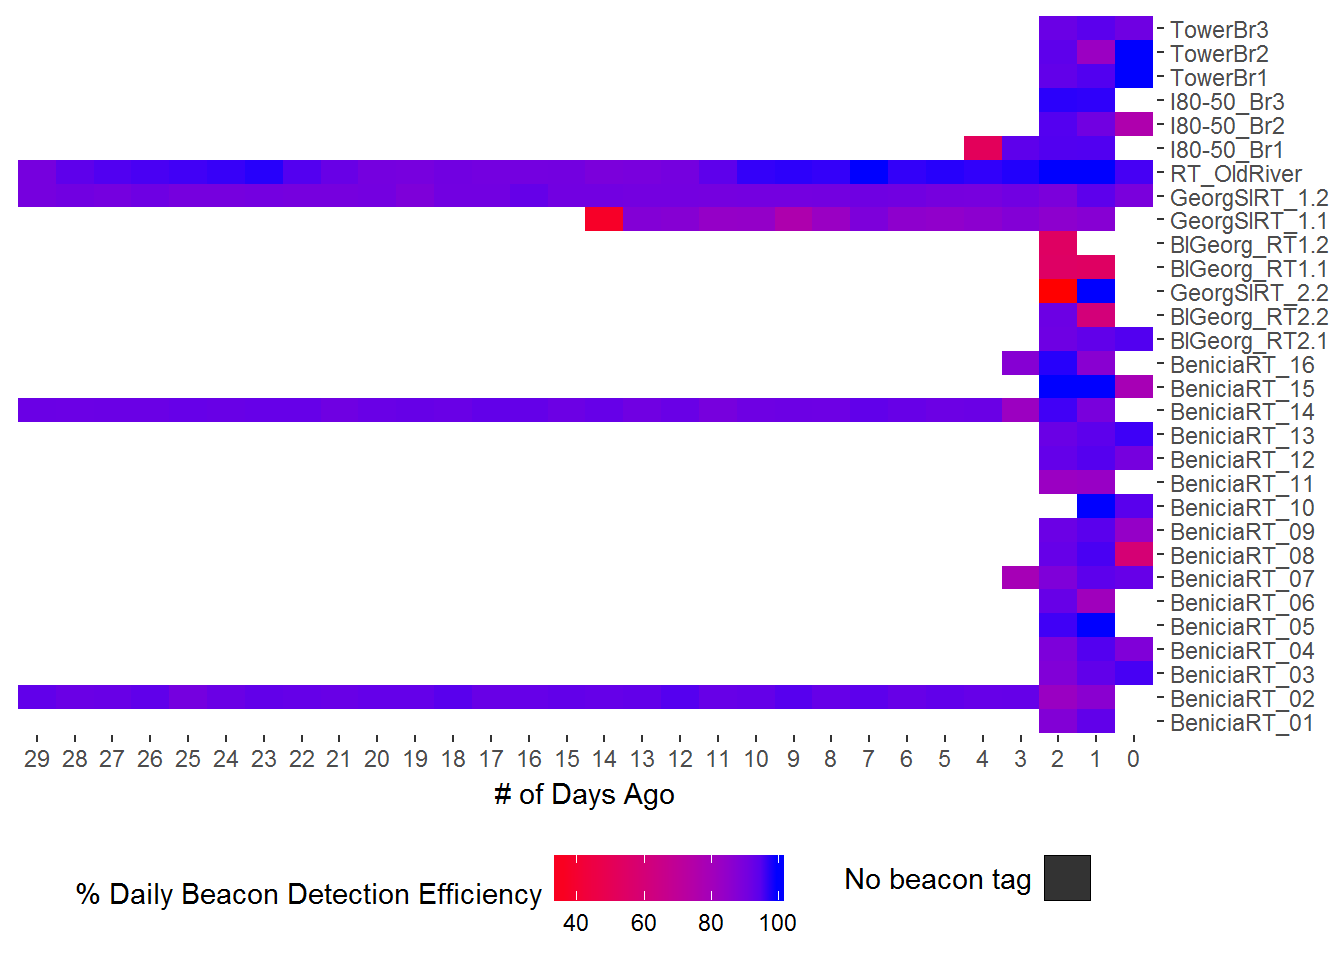 TowerBr3
TowerBr2
TowerBr1
I80-50_Br3
I80-50_Br2
I80-50_Br1
RT_OldRiver
GeorgSlRT_1.2
GeorgSlRT_1.1
BlGeorg_RT1.2
BlGeorg_RT1.1
GeorgSlRT_2.2
BlGeorg_RT2.2
BlGeorg_RT2.1
BeniciaRT_16
BeniciaRT_15
BeniciaRT_14
BeniciaRT_13
BeniciaRT_12
BeniciaRT_11
BeniciaRT_10
BeniciaRT_09
BeniciaRT_08
BeniciaRT_07
BeniciaRT_06
BeniciaRT_05
BeniciaRT_04
BeniciaRT_03
BeniciaRT_02
BeniciaRT_01
29 28 27 26 25 24 23 22 21 20 19 18 17 16 15 14 13 12 11 10 9 8 7 6 5 4 3 2 1 0
# of Days Ago
% Daily Beacon Detection Efficiency
40 60 80 100
No beacon tag